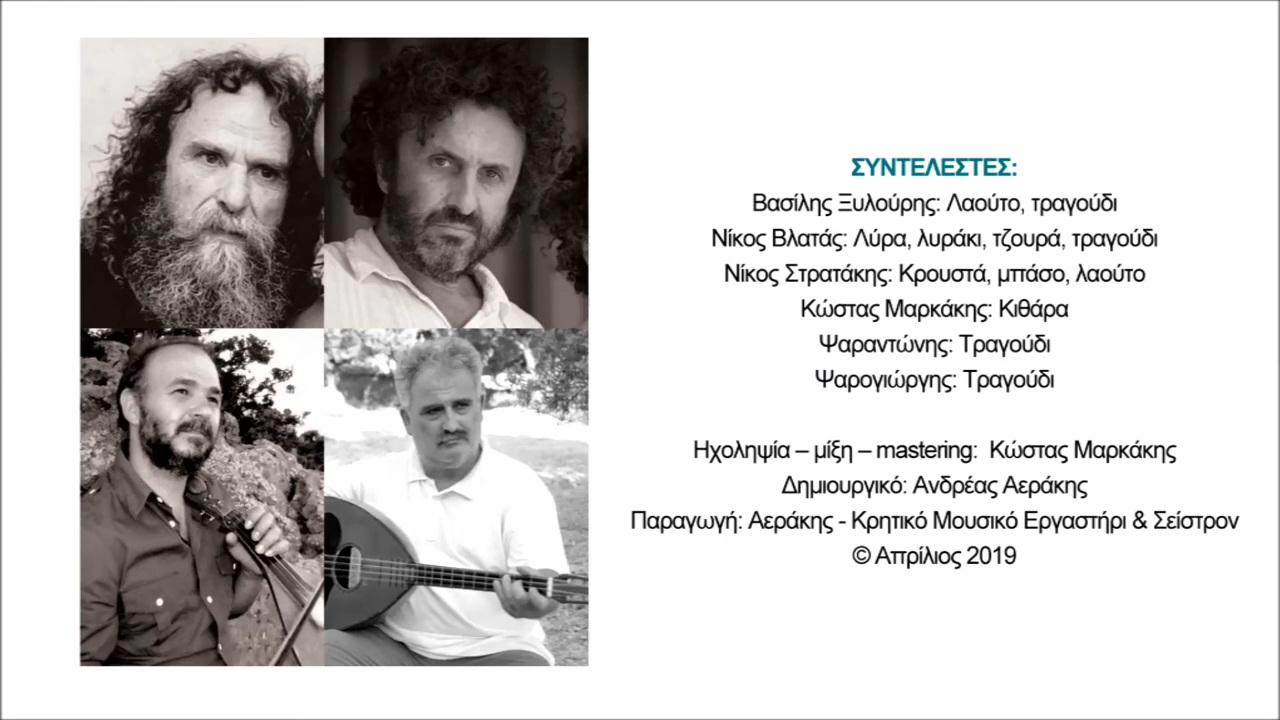 ΣΥΝΤΕΛΕΣΤΕΣ:
Βασίλης Ξυλούρης: Λαούτο, τραγούδι
Νίκος Βλατάς: Λύρα, λυράκι, τζουρά, τραγούδι
Νίκος Στρατάκης: Κρουστά, μπάσο, λαούτο
Κώστας Μαρκάκης: Κιθάρα
Ψαραντώνης: Τραγούδι
Ψαρογιώργης: Τραγούδι
Ηχοληψία – μίξη – mastering: Κώστας Μαρκάκης
Δημιουργικό: Ανδρέας Αεράκης
Παραγωγή: Αεράκης - Κρητικό Μουσικό Εργαστήρι & Σείστρον
© Απρίλιος 2019